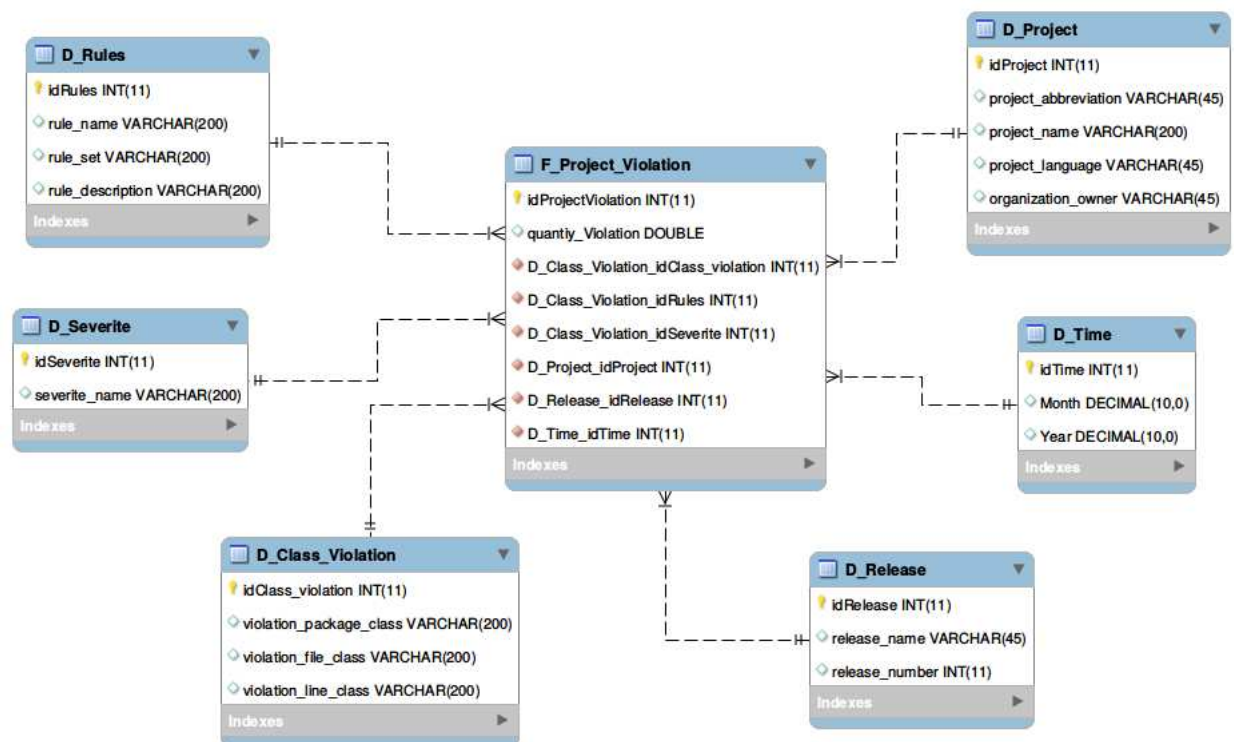 D_Rules
idRules INT(11)
rule_name VARCHAR(200)
rule_set VARCHAR(200)
rule_description VARCHAR(200)
Indexes
D_Severite
idSeverite INT(11)
severite_name VARCHAR(200)
Indexes
D_Class_Violation
idClass_violation INT(11)
violation_package_class VARCHAR(200)
violation_file_class VARCHAR(200)
violation_line_class VARCHAR(200)
Indexes
F_Project_Violation
idProjectViolation INT(11)
quantiy_Violation DOUBLE
D_Class_Violation_idClass_violation INT(11)
D_Class_Violation_idRules INT(11)
D_Class_Violation_idSeverite INT(11)
D_Project_idProject INT(11)
D_Release_idRelease INT(11)
D_Time_idTime INT(11)
Indexes
D_Project
idProject INT(11)
project_abbreviation VARCHAR(45)
project_name VARCHAR(200)
project_language VARCHAR(45)
organization_owner VARCHAR(45)
Indexes
D_Time
idTime INT(11)
Month DECIMAL(10,0)
Year DECIMAL(10,0)
Indexes
D_Release
idRelease INT(11)
release_name VARCHAR(45)
release_number INT(11)
Indexes